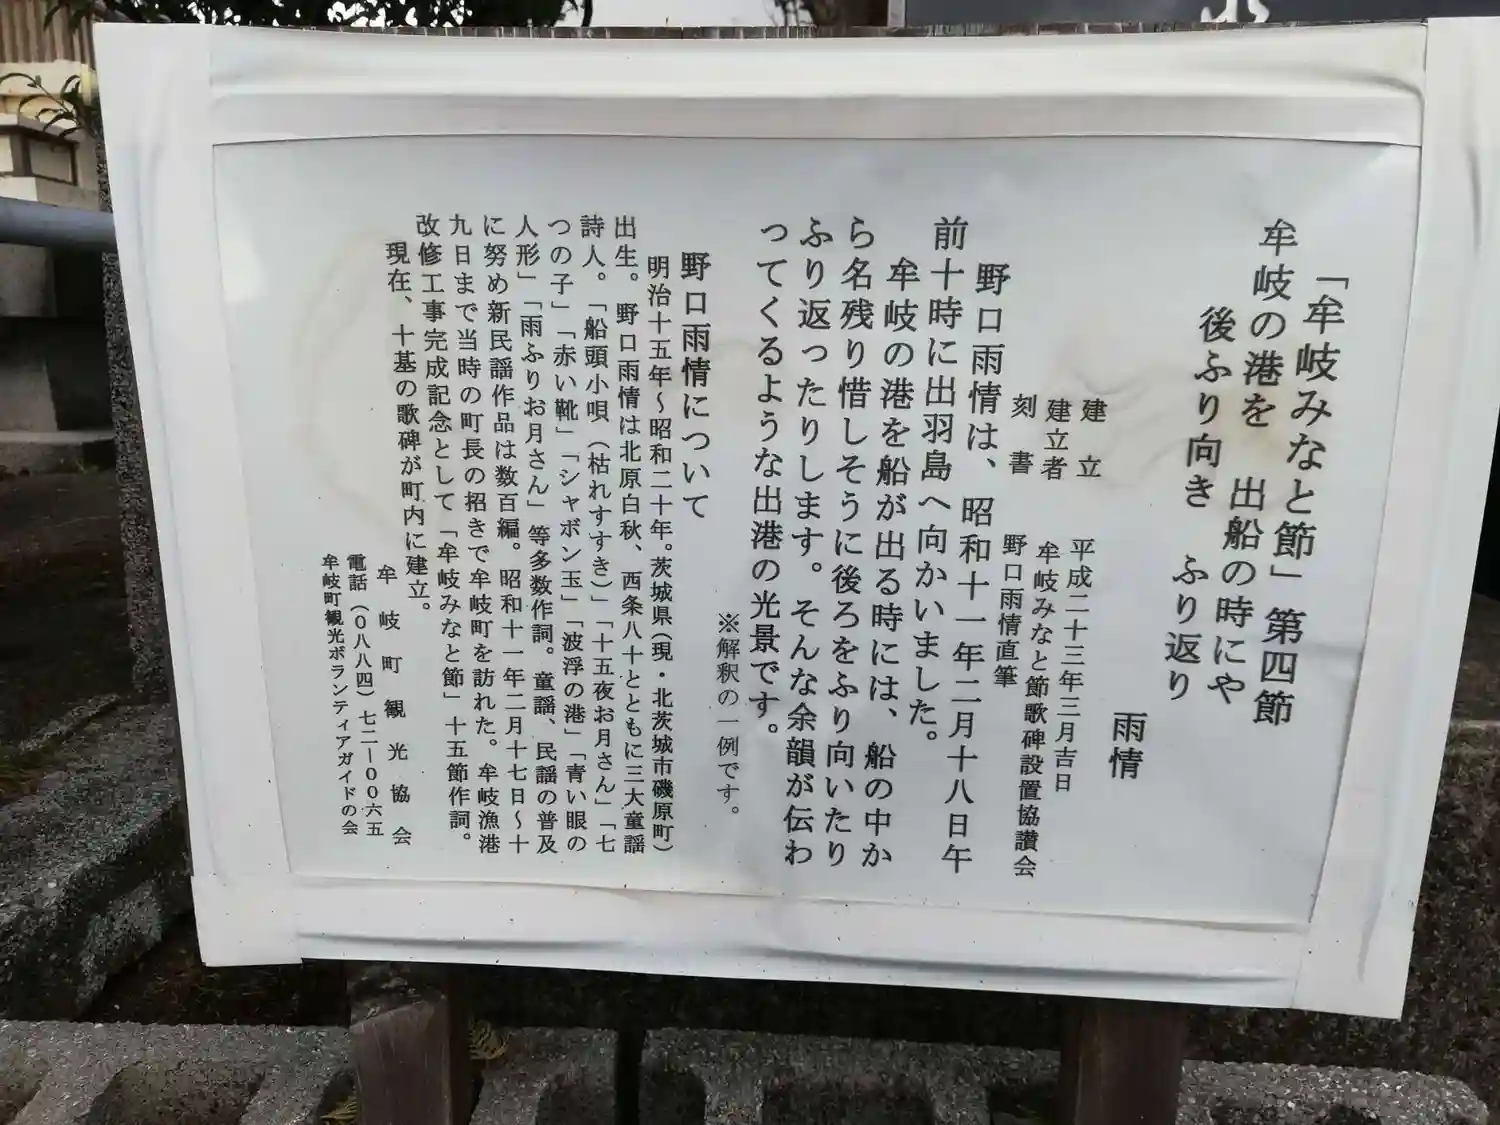 「牟岐みなと節」第四節
牟岐の港を　出船の時にや
後ふり向き　ふり返り
雨情
建　立　平成二十三年三月吉日
建立者　牟岐みなと節歌碑設置協讃会
刻　書　野口雨情直筆
野口雨情は、昭和十一年二月十八日午
前十時に出羽島へ向かいました。
牟岐の港を船が出る時には、船の中か
ら名残り惜しそうに後ろをふり向いたり
ふり返ったりします。そんな余韻が伝わ
ってくるような出港の光景です。
※解釈の一例です。
野口雨情について
明治十五年～昭和二十年。茨城県（現・北茨城市磯原町）
出生。野口雨情は北原白秋、西条八十とともに三大童謡
詩人。「船頭小唄（枯れすすき）」「十五夜お月さん」「七
つの子」「赤い靴」「シャボン玉」「波浮の港」「青い眼の
人形」「雨ふりお月さん」等多数作詞。童謡、民謡の普及
に努め新民謡作品は数百編。昭和十一年二月十七日～十
九日まで当時の町長の招きで牟岐町を訪れた。牟岐漁港
改修工事完成記念として「牟岐みなと節」十五節作詞。
現在、十基の歌碑が町内に建立。
牟岐町観光協会
電話（０八八四）七二―００六五
牟岐町観光ボランティアガイドの会